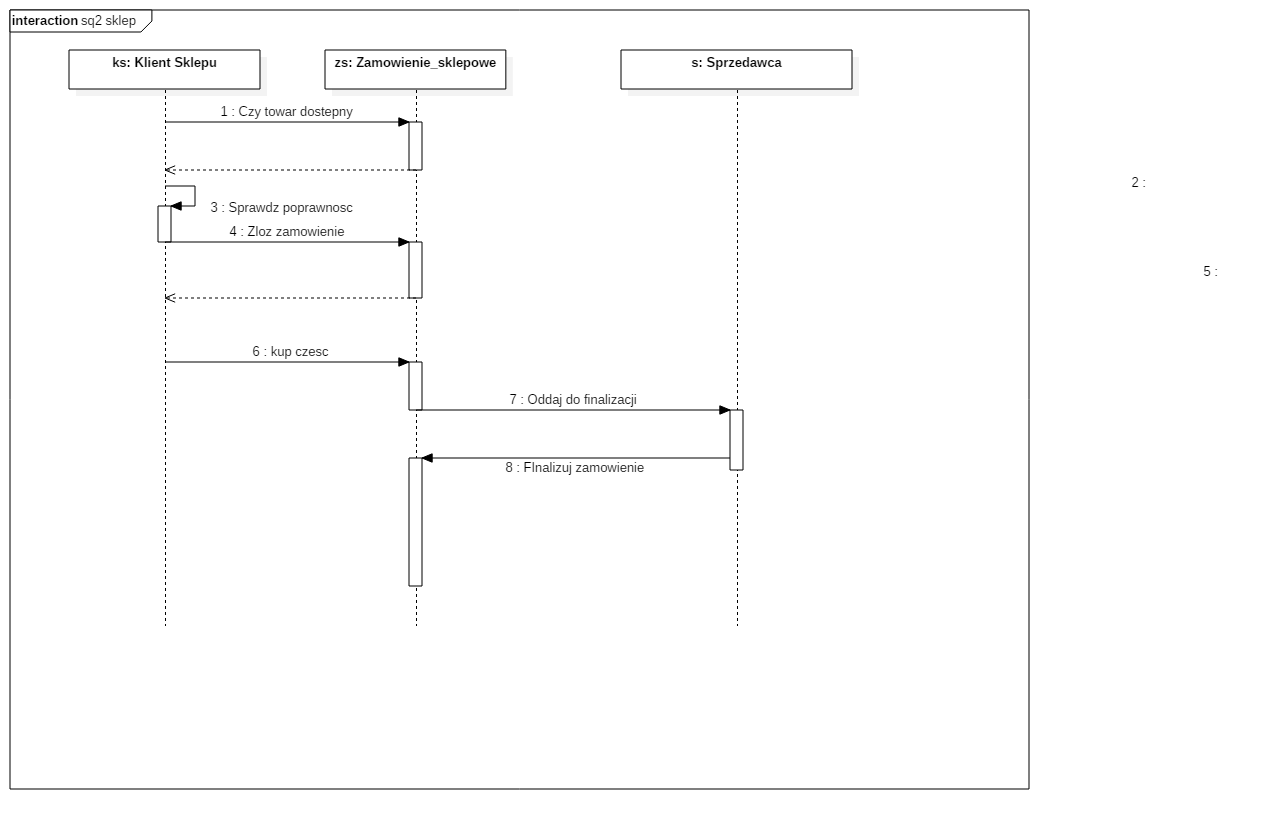 interaction sq2 sklep
ks: Klient Sklepu
zs: Zamowienie_sklepowe
s: Sprzedawca
1 : Czy towar dostepny
2 :
3 : Sprawdz poprawnosc
4 : Zloz zamowienie
5 :
6 : kup czesc
7 : Oddaj do finalizacji
8 : FInalizuj zamowienie